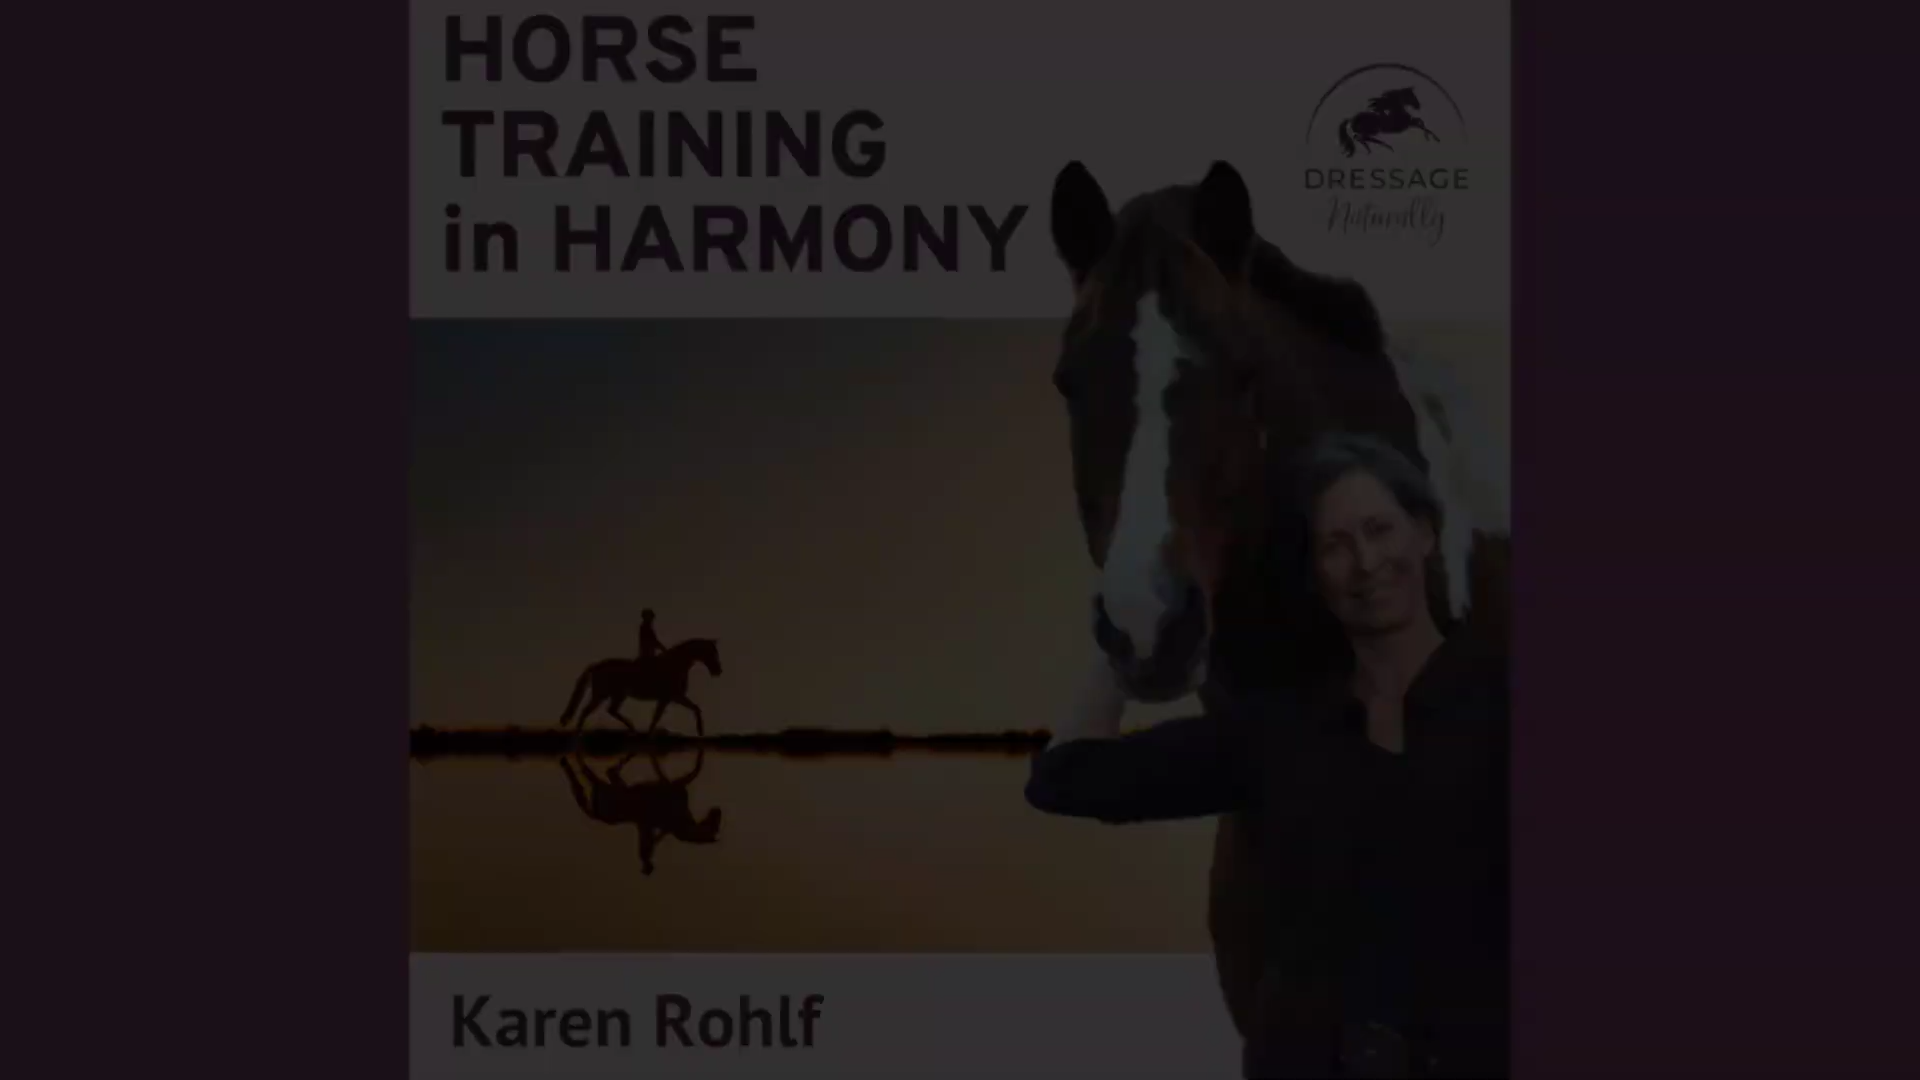 HORSE
TRAINING
in HARMONY
DRESSAGE
Naturally
Karen Rohlf